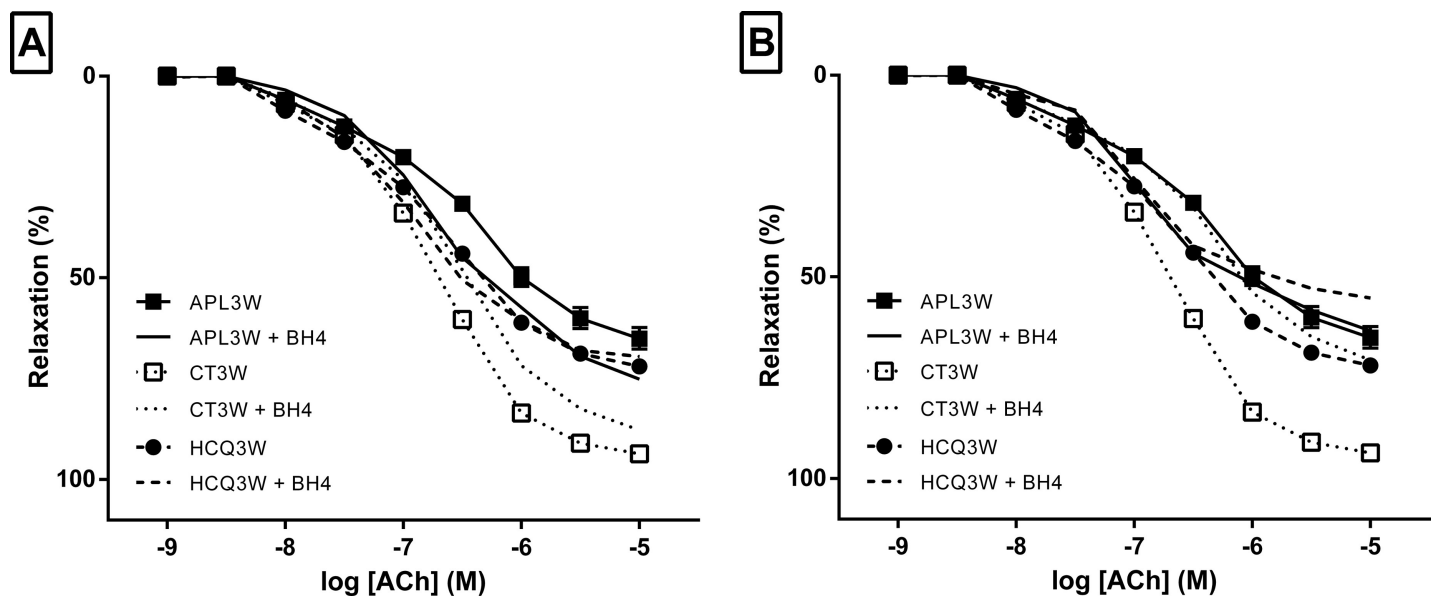 A
0
50
100
Relaxation (%)
APL3W
APL3W + BH4
CT3W
CT3W + BH4
HCQ3W
HCQ3W + BH4
-9 -8 -7 -6 -5
log [ACh] (M)
B
0
50
100
Relaxation (%)
APL3W
APL3W + BH4
CT3W
CT3W + BH4
HCQ3W
HCQ3W + BH4
-9 -8 -7 -6 -5
log [ACh] (M)